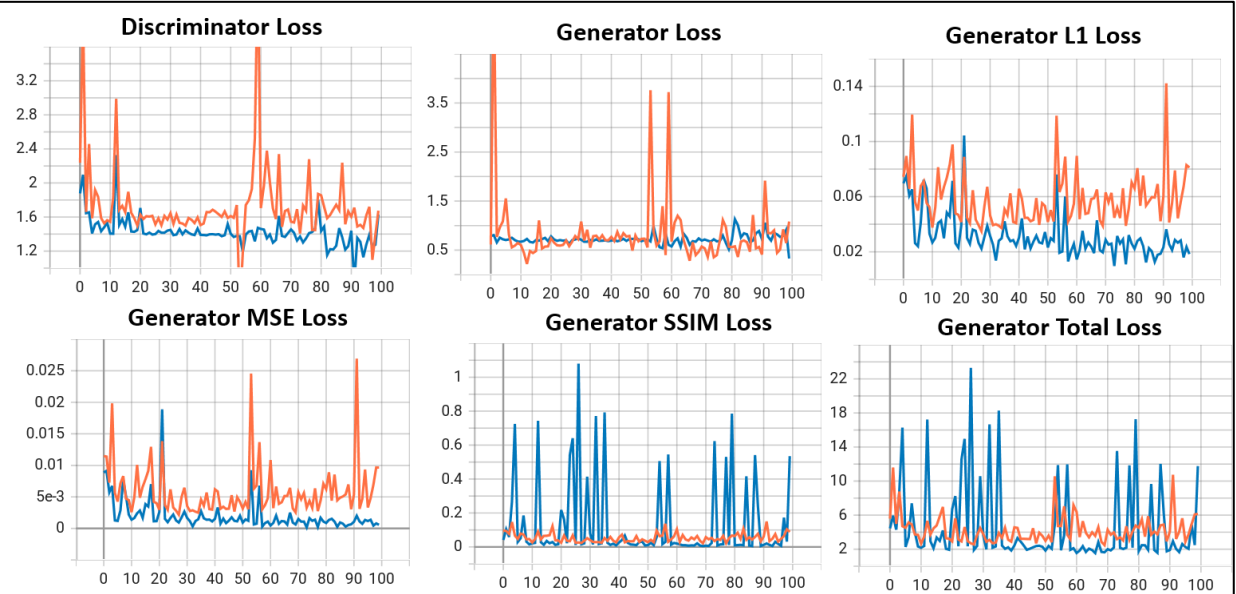 Discriminator Loss
3.2
2.8
2.4
2
1.6
1.2
0 10 20 30 40 50 60 70 80 90 100
Generator Loss
3.5
2.5
1.5
0.5
0 10 20 30 40 50 60 70 80 90 100
Generator L1 Loss
0.14
0.1
0.06
0.02
0 10 20 30 40 50 60 70 80 90 100
Generator MSE Loss
0.025
0.02
0.015
0.01
5e-3
0
0 10 20 30 40 50 60 70 80 90 100
Generator SSIM Loss
1
0.8
0.6
0.4
0.2
0
0 10 20 30 40 50 60 70 80 90 100
Generator Total Loss
22
18
14
10
6
2
0 10 20 30 40 50 60 70 80 90 100